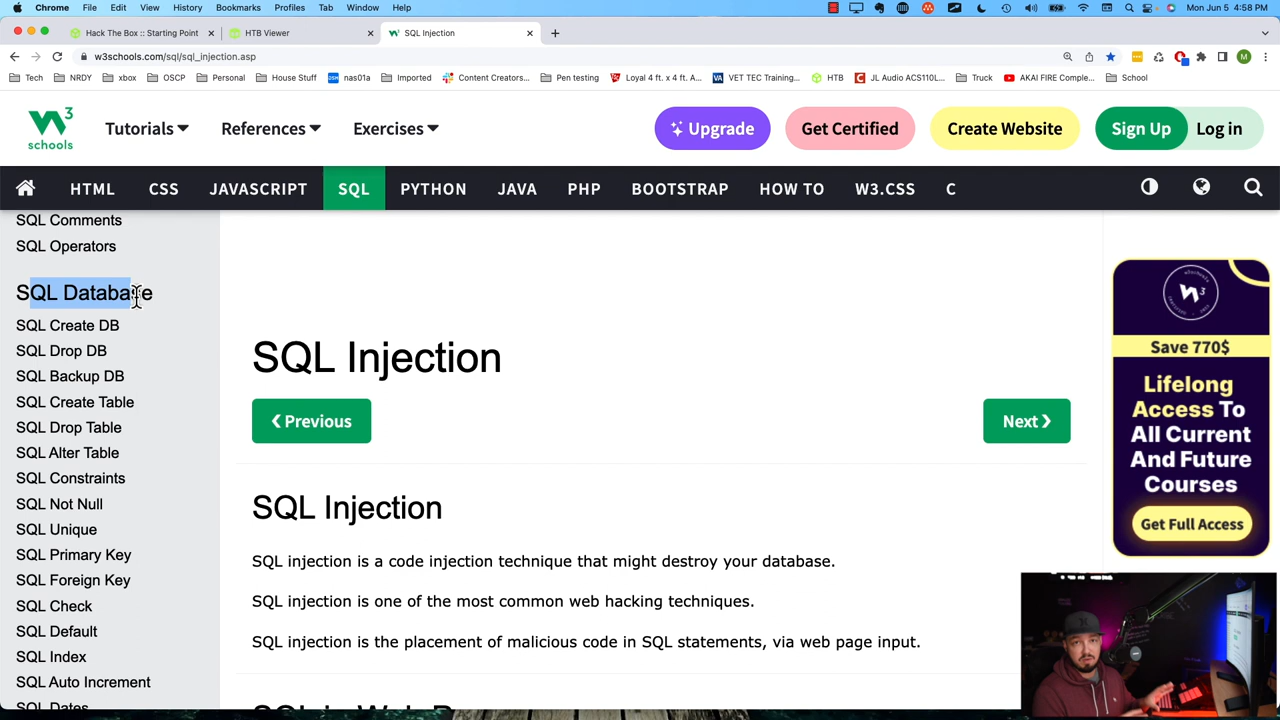 Chrome File Edit View History Bookmarks Profiles Tab Window Help
Mon Jun 5 4:58 PM
Hack The Box :: Starting Point
HTB Viewer
SQL Injection
w3schools.com/sql/sql_injection.asp
M
Tech NRDY xbox OSCP Personal House Stuff nas01a Imported Content Creators... Pen testing Loyal 4 ft. x 4 ft. A... VET TEC Training... HTB JL Audio ACS110L... Truck AKAI FIRE Comple... School
3
schools
Tutorials References Exercises
Upgrade Get Certified Create Website Sign Up Log in
HTML CSS JAVASCRIPT SQL PYTHON JAVA PHP BOOTSTRAP HOW TO W3.CSS C
SQL Comments
SQL Operators
SQL Database
SQL Create DB
SQL Drop DB
SQL Backup DB
SQL Create Table
SQL Drop Table
SQL Alter Table
SQL Constraints
SQL Not Null
SQL Unique
SQL Primary Key
SQL Foreign Key
SQL Check
SQL Default
SQL Index
SQL Auto Increment
SQL Dates
SQL Injection
❮ Previous
Next ❯
SQL Injection
SQL injection is a code injection technique that might destroy your database.
SQL injection is one of the most common web hacking techniques.
SQL injection is the placement of malicious code in SQL statements, via web page input.
Save 770$
Lifelong
Access To
All Current
And Future
Courses
Get Full Access